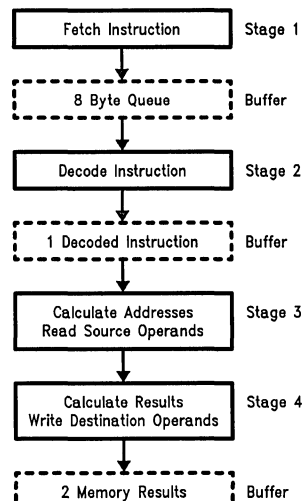 Fetch Instruction Stage 1
8 Byte Queue Buffer
Decode Instruction Stage 2
1 Decoded Instruction Buffer
Calculate Addresses Stage 3
Read Source Operands
Calculate Results Stage 4
Write Destination Operands
2 Memory Results Buffer